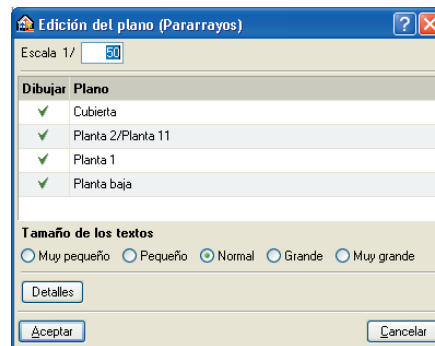 Edición del plano (Pararrayos)
Escala 1/ 50
Dibujar Plano
Cubierta
Planta 2/Planta 11
Planta 1
Planta baja
Tamaño de los textos
Muy pequeño Pequeño Normal Grande Muy grande
Detalles
Aceptar Cancelar